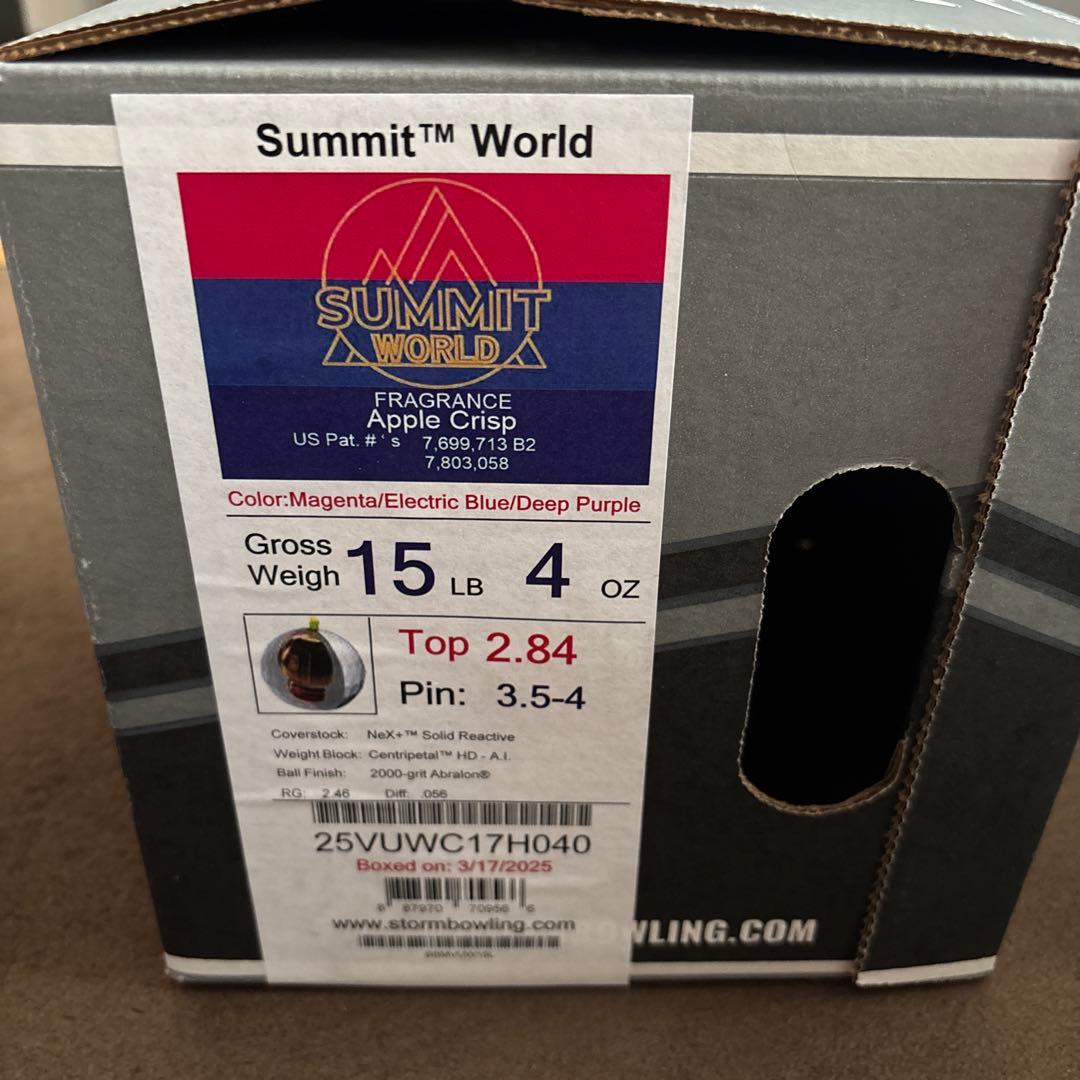 Summit™ World
SUMMIT
WORLD
FRAGRANCE
Apple Crisp
US Pat. #'s 7,699,713 B2
7,803,058
Color:Magenta/Electric Blue/Deep Purple
Gross
Weigh 15 LB 4 OZ
Top 2.84
Pin: 3.5-4
Coverstock: NeX+™ Solid Reactive
Weight Block: Centripetal™ HD - A.I.
Ball Finish: 2000-grit Abralon®
RG: 2.46 Diff: .056
25VUWC17H040
Boxed on: 3/17/2025
www.stormbowling.com
WLING.COM